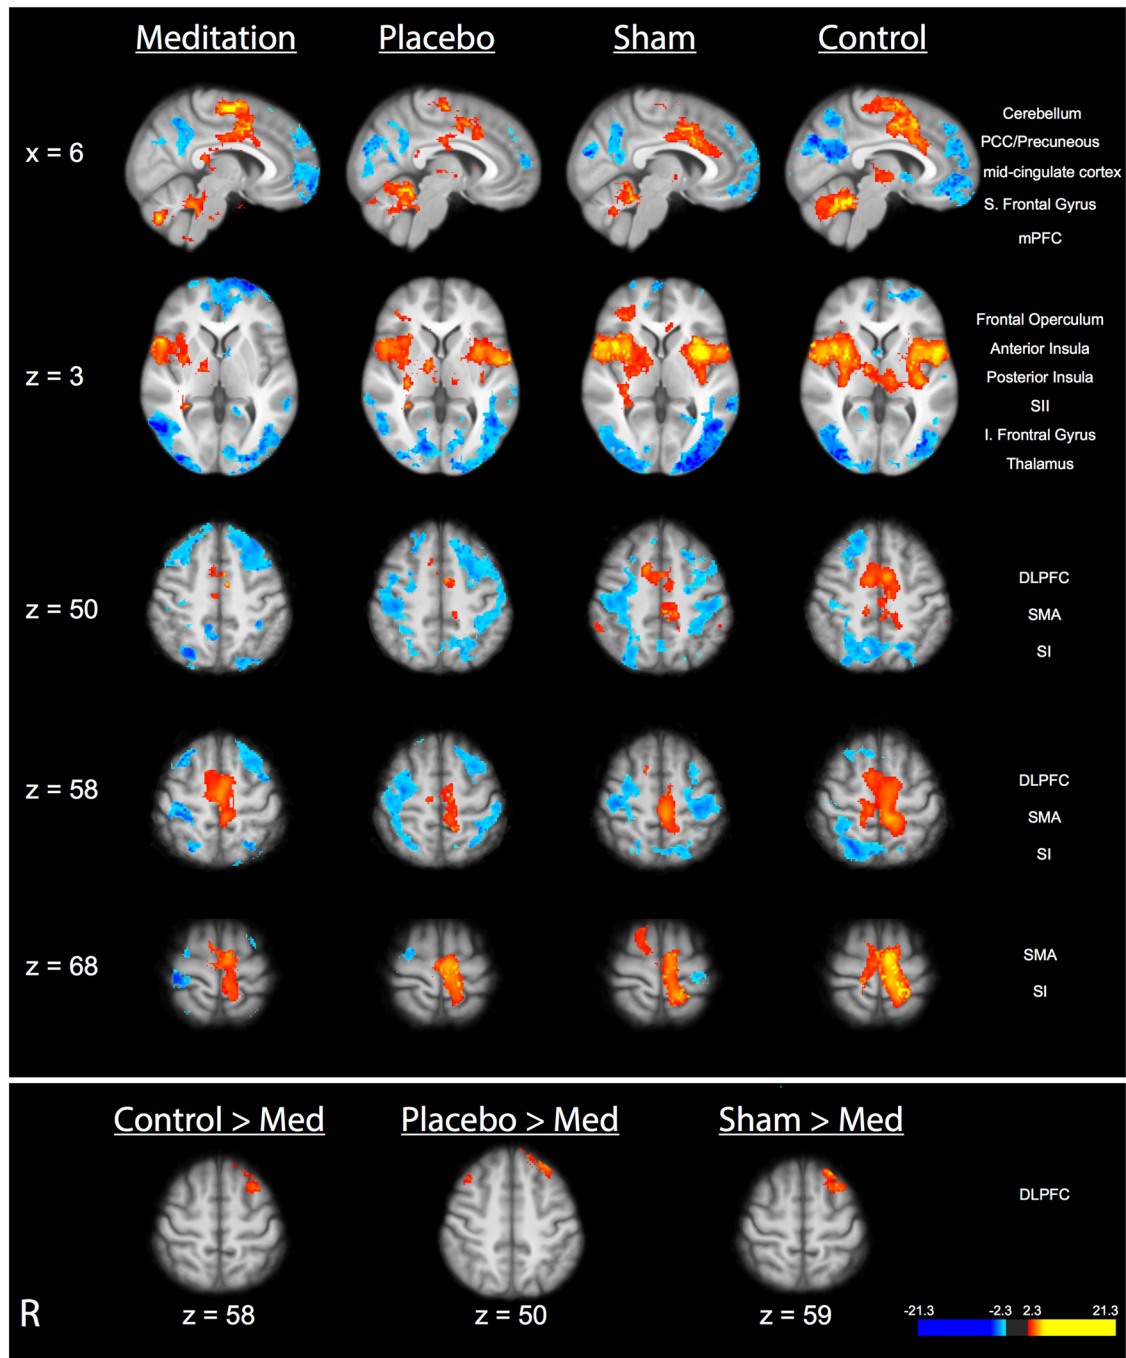 Meditation Placebo Sham Control
x = 6
Cerebellum
PCC/Precuneous
mid-cingulate cortex
S. Frontal Gyrus
mPFC
z = 3
Frontal Operculum
Anterior Insula
Posterior Insula
SII
I. Frontral Gyrus
Thalamus
z = 50
DLPFC
SMA
SI
z = 58
DLPFC
SMA
SI
z = 68
SMA
SI
Control > Med Placebo > Med Sham > Med
DLPFC
R
z = 58 z = 50 z = 59
-21.3 -2.3 2.3 21.3